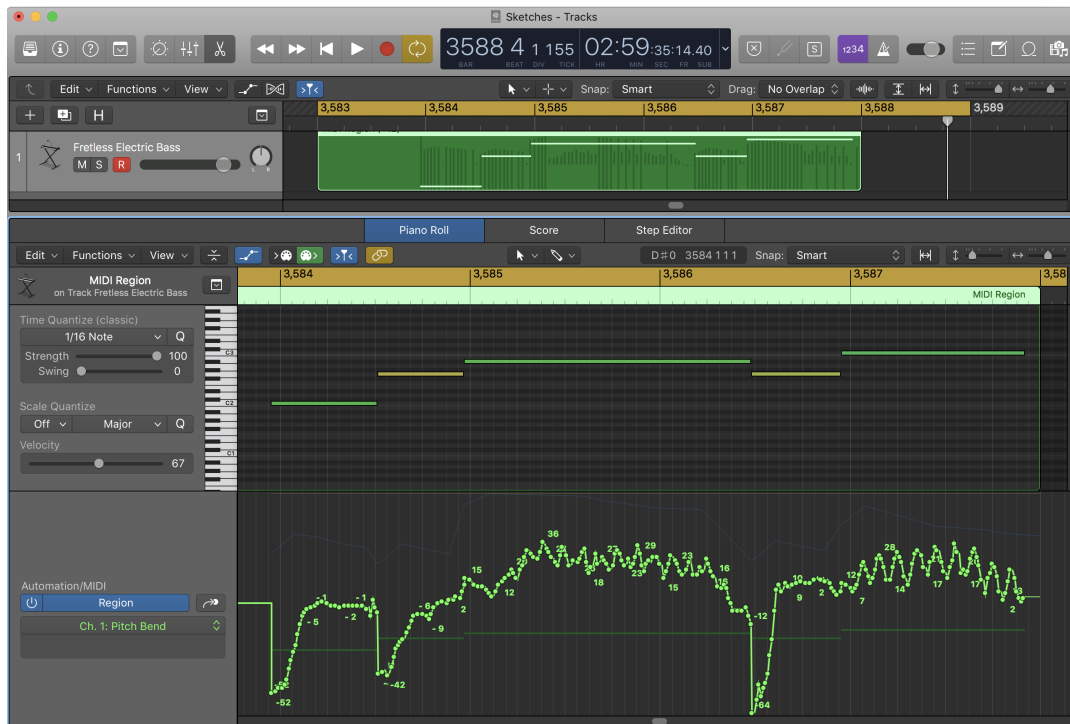 Sketches - Tracks
3588 4 1 155 02:59:35:14.40
BAR BEAT DIV TICK HR MIN SEC FR SUB
S 1234
Edit Functions View Snap: Smart Drag: No Overlap
H 3,583 3,584 3,585 3,586 3,587 3,588 3,589
1 Fretless Electric Bass
M S R L R
Piano Roll Score Step Editor
Edit Functions View D♯0 3584 1 1 1 Snap: Smart
MIDI Region
on Track Fretless Electric Bass
3,584 3,585 3,586 3,587 3,58
MIDI Region
Time Quantize (classic)
1/16 Note Q
Strength 100
Swing 0
Scale Quantize
Off Major Q
Velocity
67
C3
C2
C1
Automation/MIDI
Region
Ch. 1: Pitch Bend
-52 -5 -1 -2 -1 -42 -6 -9 2 15 12 36 18 27 23 29 15 23 16 16 -12 -64 10 9 2 12 7 28 14 17 17 2